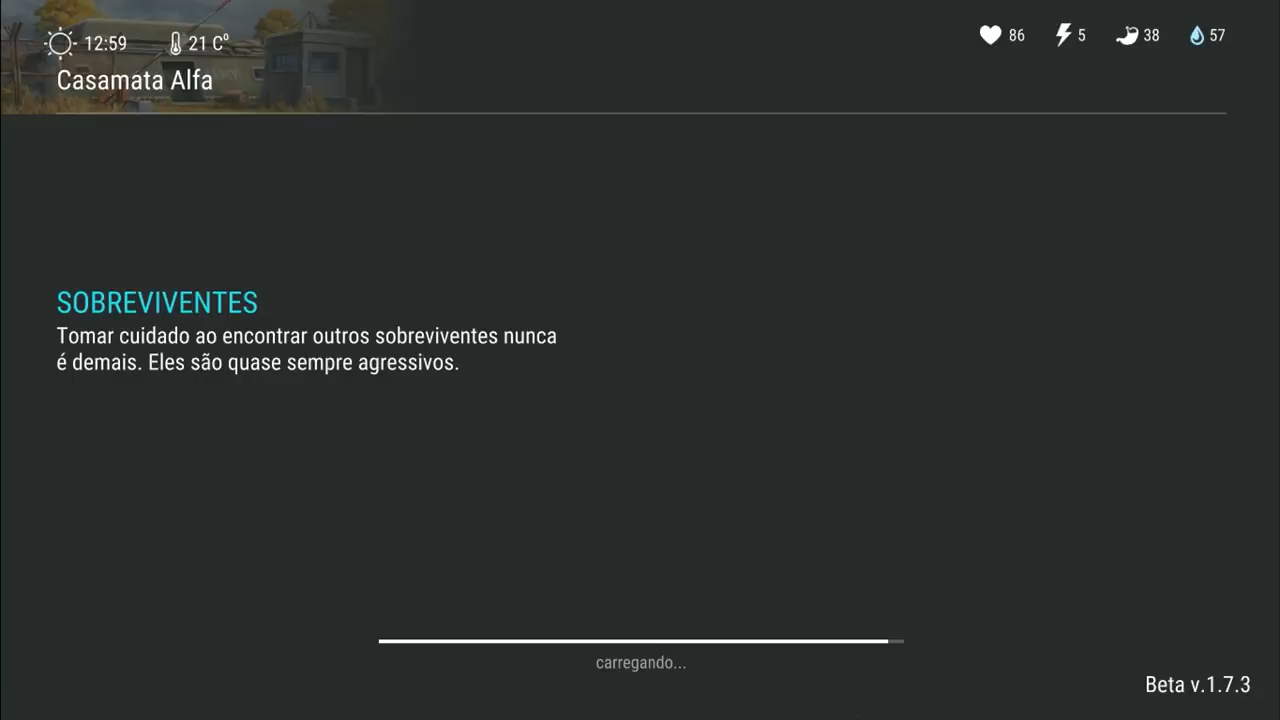 12:59 21 Cº
Casamata Alfa
86 5 38 57
SOBREVIVENTES
Tomar cuidado ao encontrar outros sobreviventes nunca
é demais. Eles são quase sempre agressivos.
carregando...
Beta v.1.7.3